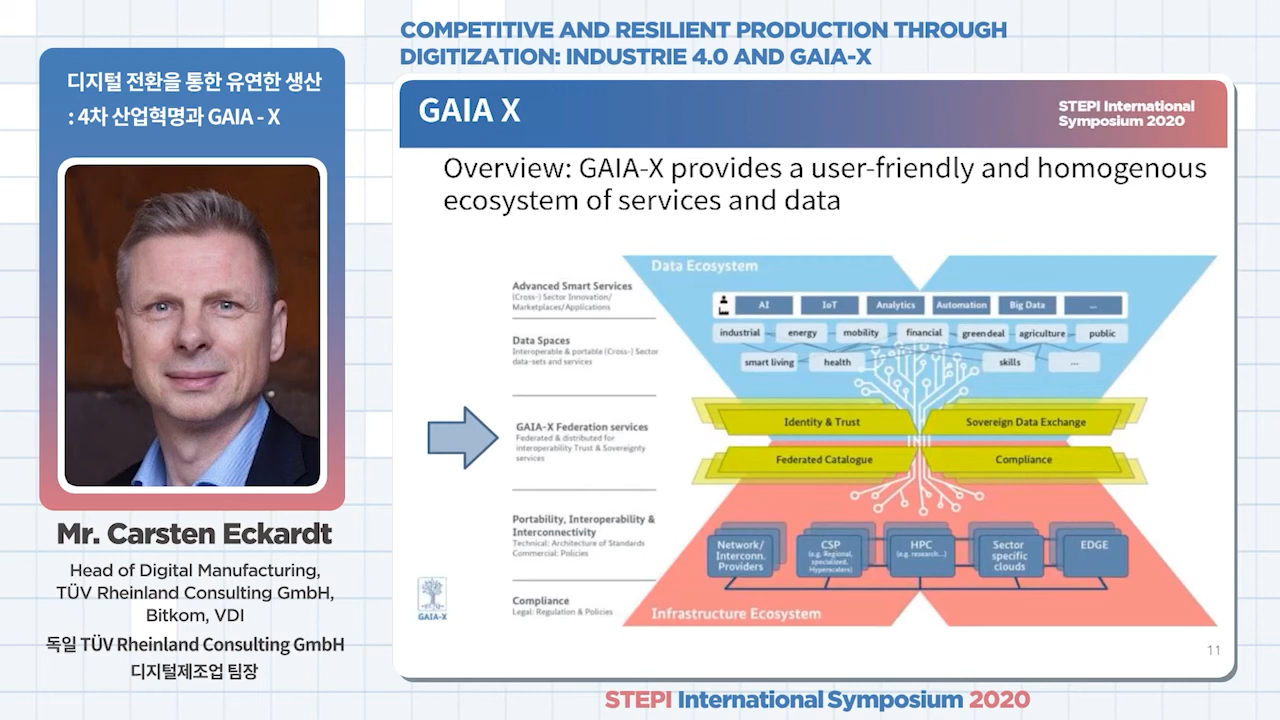 COMPETITIVE AND RESILIENT PRODUCTION THROUGH
DIGITIZATION: INDUSTRIE 4.0 AND GAIA-X
디지털 전환을 통한 유연한 생산
: 4차 산업혁명과 GAIA - X
Mr. Carsten Eckardt
Head of Digital Manufacturing,
TÜV Rheinland Consulting GmbH,
Bitkom, VDI
독일 TÜV Rheinland Consulting GmbH
디지털제조업 팀장
GAIA X
STEPI International
Symposium 2020
Overview: GAIA-X provides a user-friendly and homogenous
ecosystem of services and data
Data Ecosystem
Advanced Smart Services
(Cross-) Sector Innovation/
Marketplaces/Applications
AI
IoT
Analytics
Automation
Big Data
...
Data Spaces
Interoperable & portable (Cross-) Sector
data-sets and services
industrial
energy
mobility
financial
green deal
agriculture
public
smart living
health
skills
...
GAIA-X Federation services
Federated & distributed for
interoperability Trust & Sovereignty
services
Identity & Trust
Sovereign Data Exchange
Federated Catalogue
Compliance
Portability, Interoperability &
Interconnectivity
Technical: Architecture of Standards
Commercial: Policies
Network/
Interconn.
Providers
CSP
(e.g, Regional,
specialized,
Hyperscalers)
HPC
(e.g. research...)
Sector
specific
clouds
EDGE
Compliance
Legal: Regulation & Policies
Infrastructure Ecosystem
GAIA-X
11
STEPI International Symposium 2020